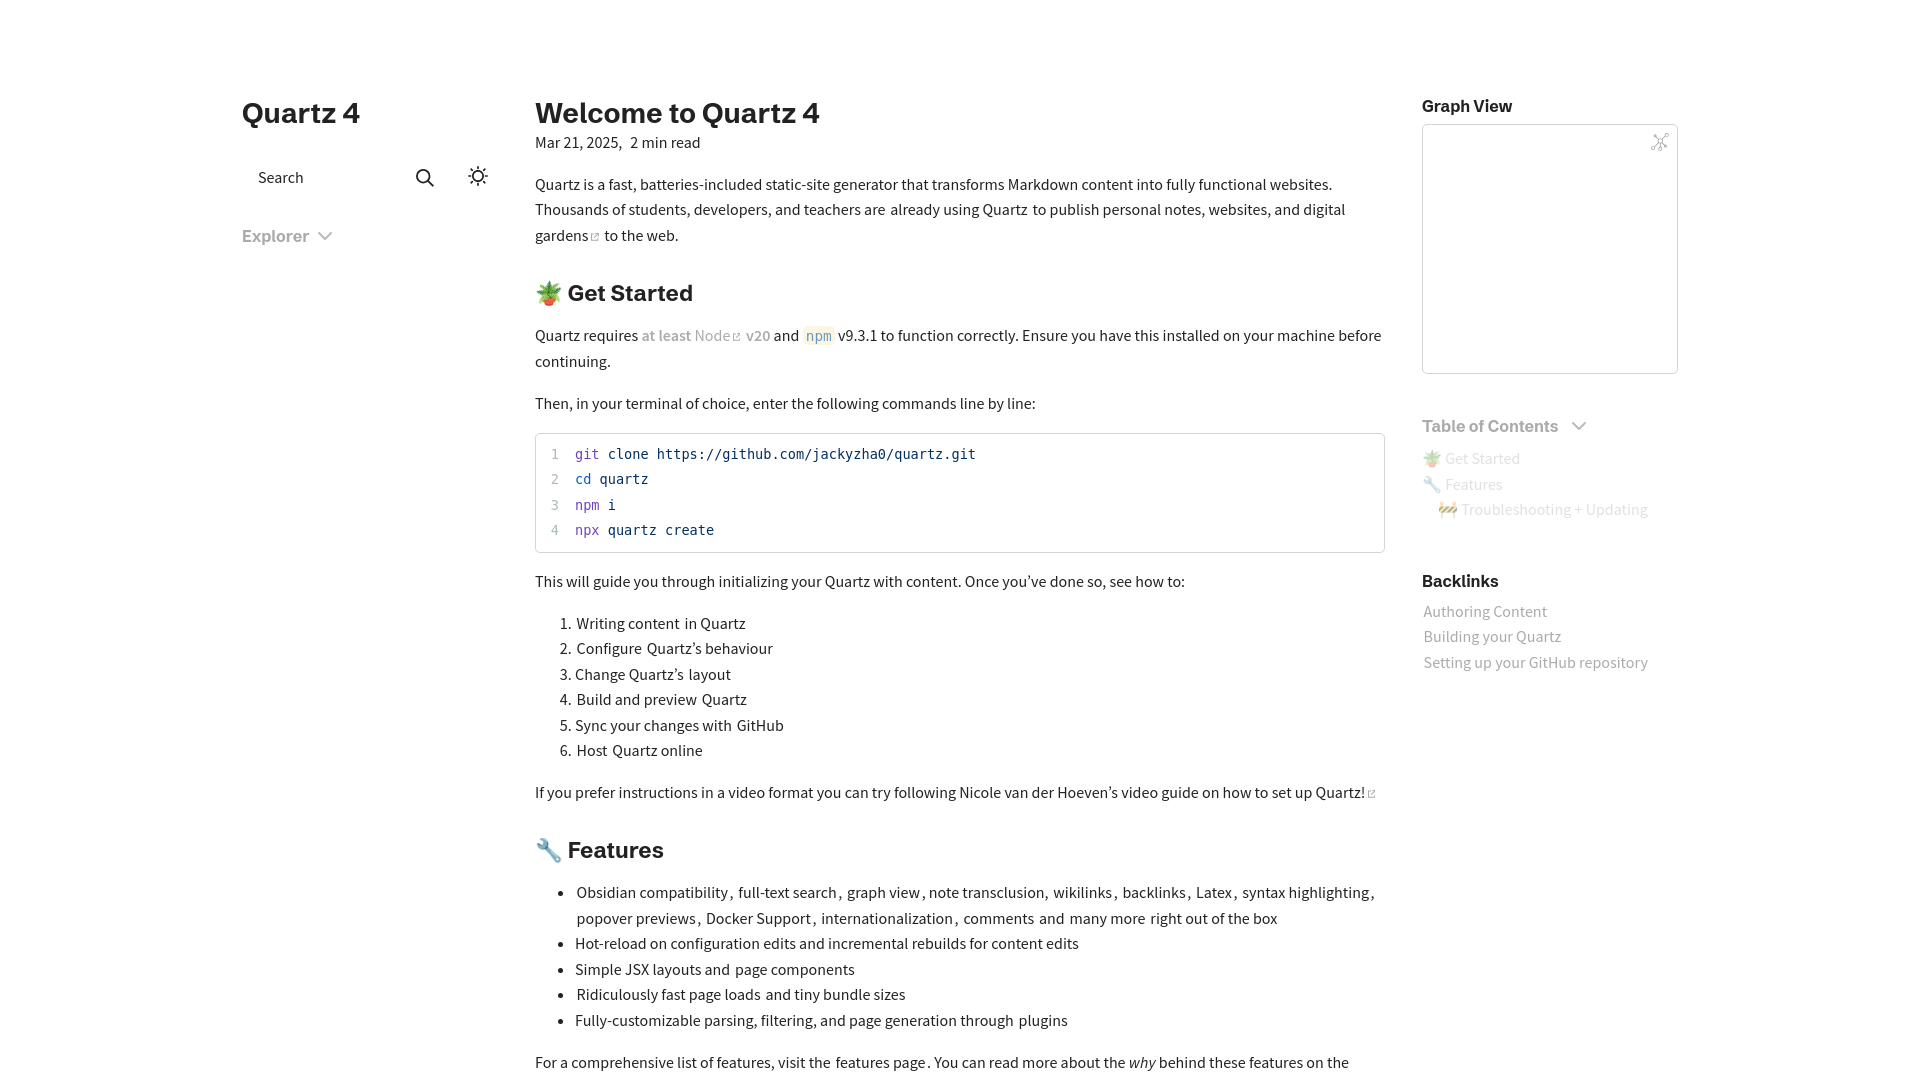 Quartz 4
Search
Explorer
Welcome to Quartz 4
Mar 21, 2025, 2 min read
Quartz is a fast, batteries-included static-site generator that transforms Markdown content into fully functional websites.
Thousands of students, developers, and teachers are already using Quartz to publish personal notes, websites, and digital
gardens to the web.
🪴 Get Started
Quartz requires at least Node v20 and npm v9.3.1 to function correctly. Ensure you have this installed on your machine before
continuing.
Then, in your terminal of choice, enter the following commands line by line:
1 git clone https://github.com/jackyzha0/quartz.git
2 cd quartz
3 npm i
4 npx quartz create
This will guide you through initializing your Quartz with content. Once you’ve done so, see how to:
1. Writing content in Quartz
2. Configure Quartz’s behaviour
3. Change Quartz’s layout
4. Build and preview Quartz
5. Sync your changes with GitHub
6. Host Quartz online
If you prefer instructions in a video format you can try following Nicole van der Hoeven’s video guide on how to set up Quartz!
🔧 Features
• Obsidian compatibility, full-text search, graph view, note transclusion, wikilinks, backlinks, Latex, syntax highlighting,
popover previews, Docker Support, internationalization, comments and many more right out of the box
• Hot-reload on configuration edits and incremental rebuilds for content edits
• Simple JSX layouts and page components
• Ridiculously fast page loads and tiny bundle sizes
• Fully-customizable parsing, filtering, and page generation through plugins
For a comprehensive list of features, visit the features page. You can read more about the why behind these features on the
Graph View
Table of Contents
🪴 Get Started
🔧 Features
🚧 Troubleshooting + Updating
Backlinks
Authoring Content
Building your Quartz
Setting up your GitHub repository